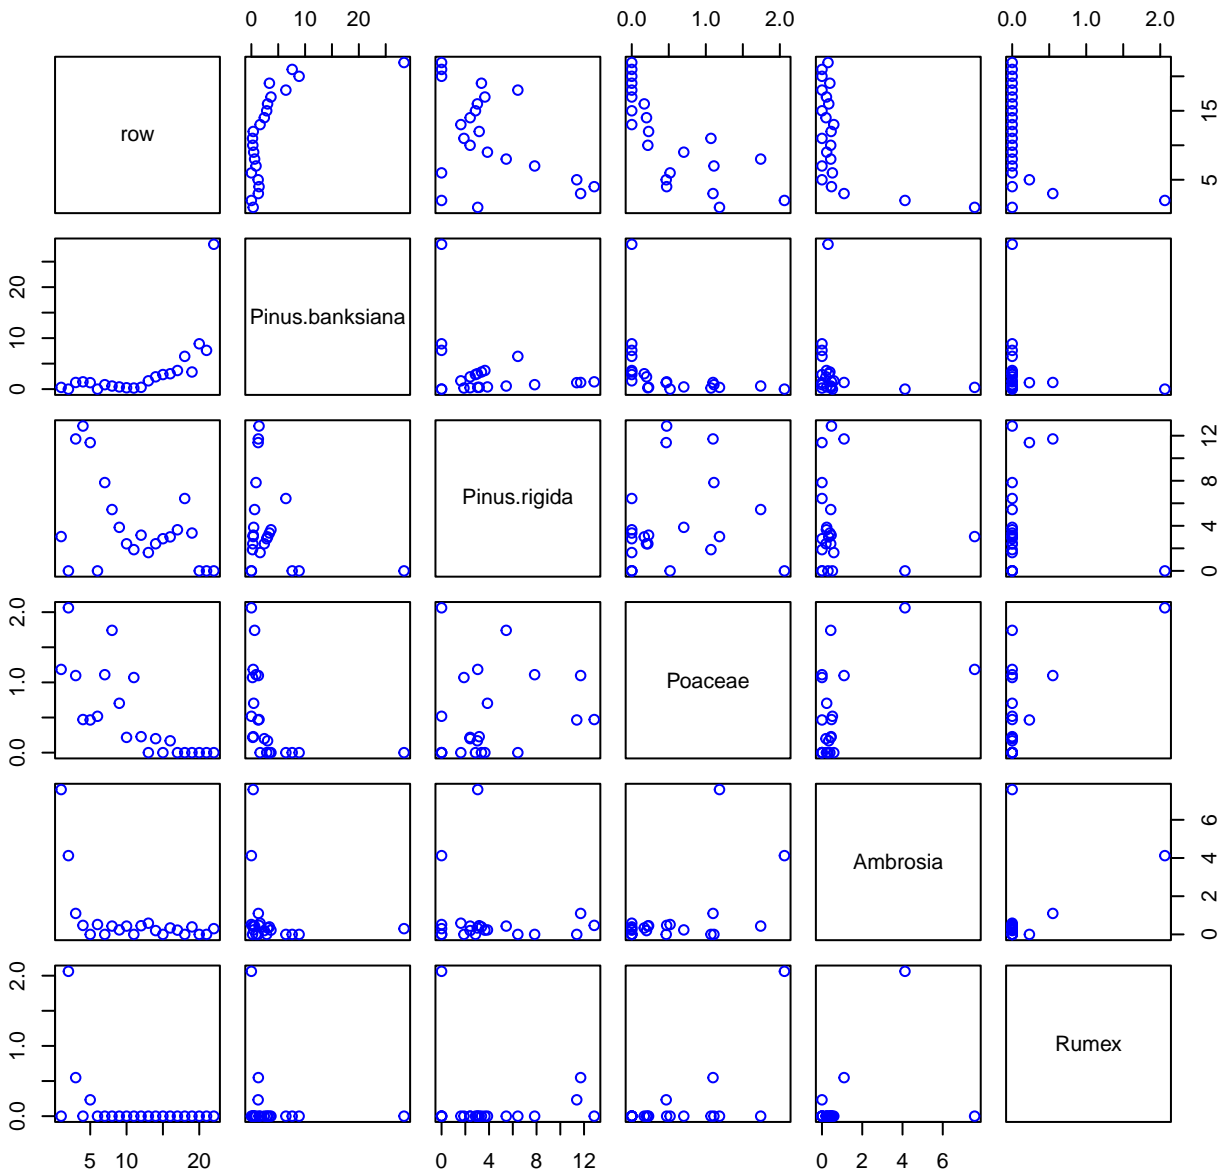 0 10 20 0.0 1.0 2.0 0.0 1.0 2.0
row 5 15
0 10 20 Pinus.banksiana
Pinus.rigida 0 4 8 12
0.0 1.0 2.0 Poaceae
Ambrosia 0 2 4 6
0.0 1.0 2.0 Rumex
5 10 20 0 4 8 12 0 2 4 6